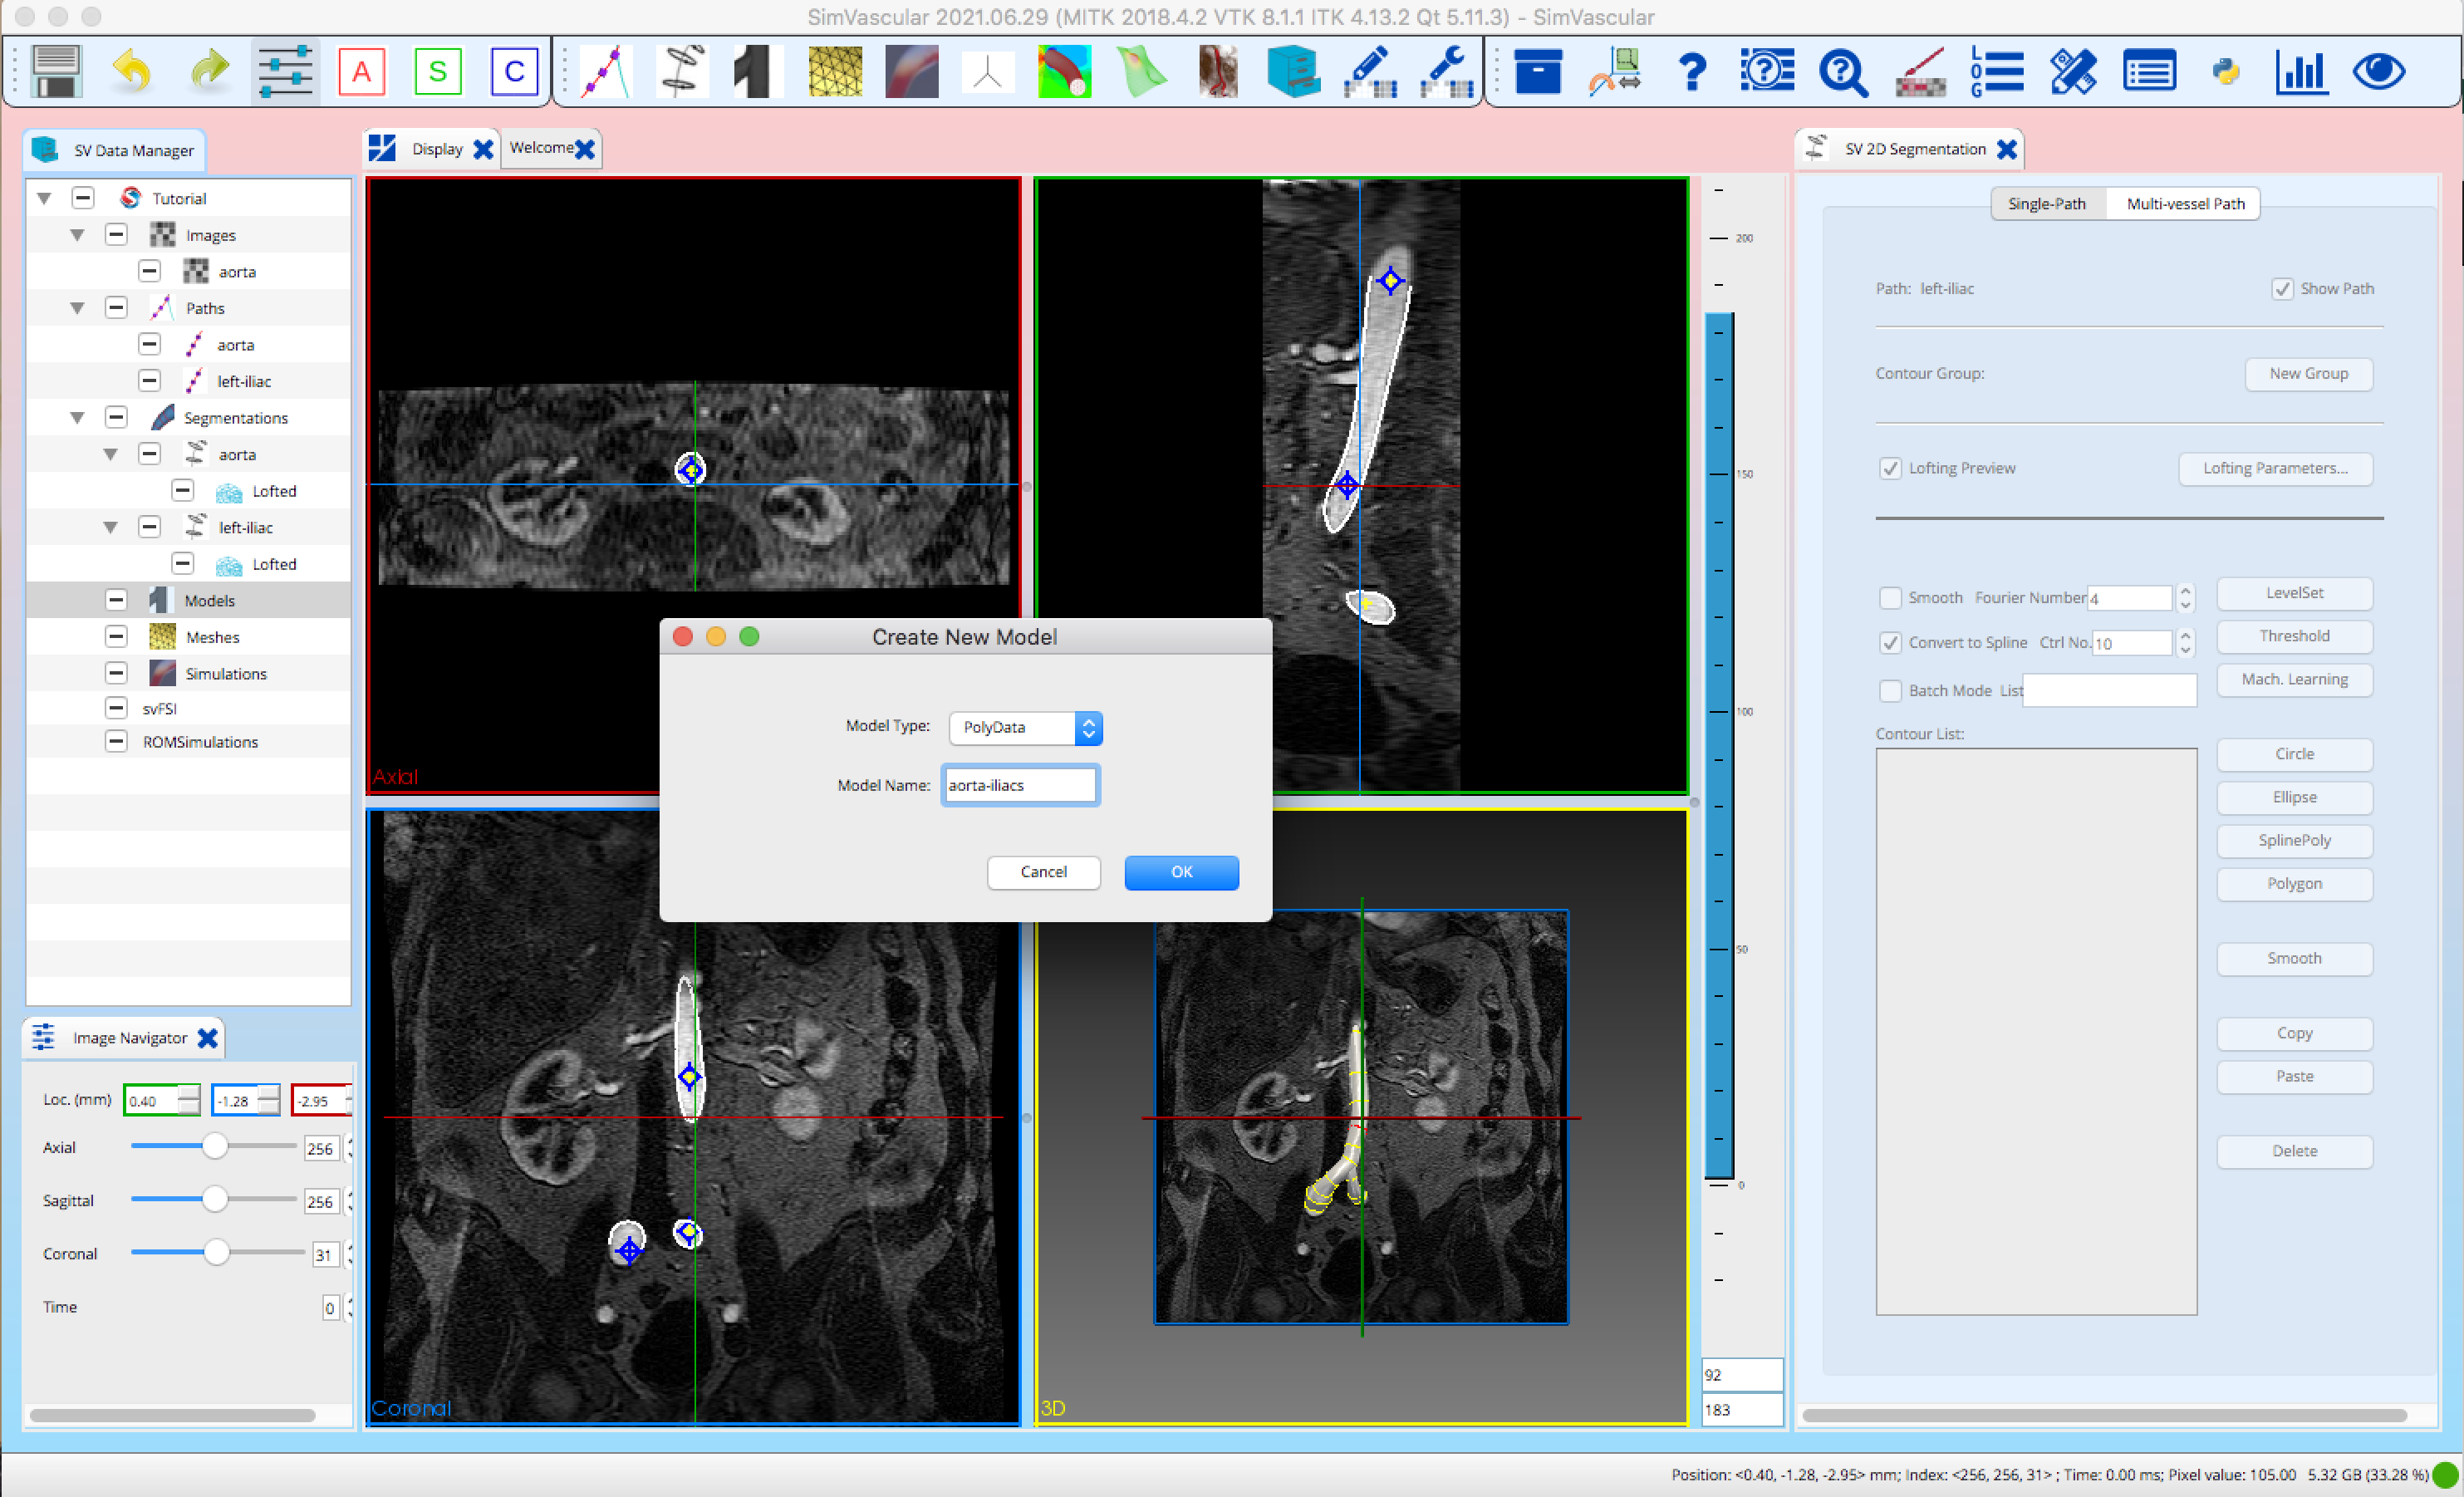 SimVascular 2021.06.29 (MITK 2018.4.2 VTK 8.1.1 ITK 4.13.2 Qt 5.11.3) - SimVascular
A S C
LOG
SV Data Manager
Display
Welcome
SV 2D Segmentation
Tutorial
Images
aorta
Paths
aorta
left-iliac
Segmentations
aorta
Lofted
left-iliac
Lofted
Models
Meshes
Simulations
svFSI
ROMSimulations
Image Navigator
Loc. (mm) 0.40 -1.28 -2.95
Axial 256
Sagittal 256
Coronal 31
Time 0
Axial
Coronal
3D
Create New Model
Model Type: PolyData
Model Name: aorta-iliacs
Cancel OK
200
150
100
50
0
92
183
Single-Path Multi-vessel Path
Path: left-iliac Show Path
Contour Group: New Group
Lofting Preview Lofting Parameters...
Smooth Fourier Number 4 LevelSet
Convert to Spline Ctrl No. 10 Threshold
Batch Mode List Mach. Learning
Contour List:
Circle
Ellipse
SplinePoly
Polygon
Smooth
Copy
Paste
Delete
Position: <0.40, -1.28, -2.95> mm; Index: <256, 256, 31> ; Time: 0.00 ms; Pixel value: 105.00 5.32 GB (33.28 %)